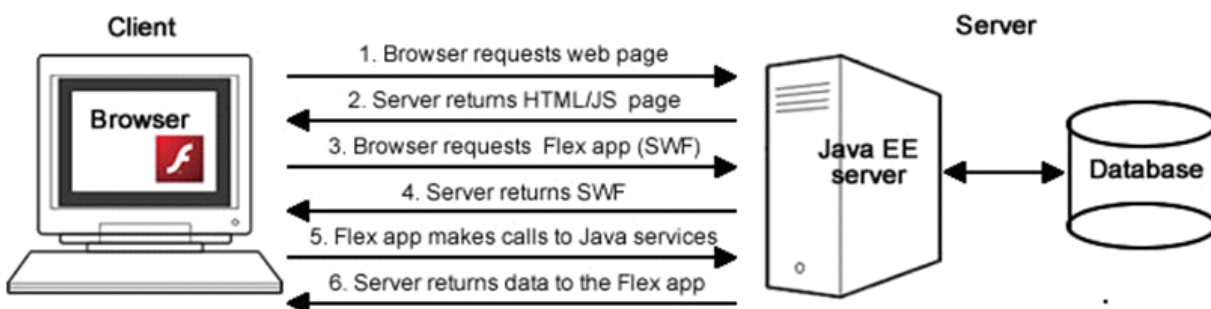 Client
Server
1. Browser requests web page
2. Server returns HTML/JS page
Browser
3. Browser requests Flex app (SWF)
Java EE
server
Database
4. Server returns SWF
5. Flex app makes calls to Java services
6. Server returns data to the Flex app